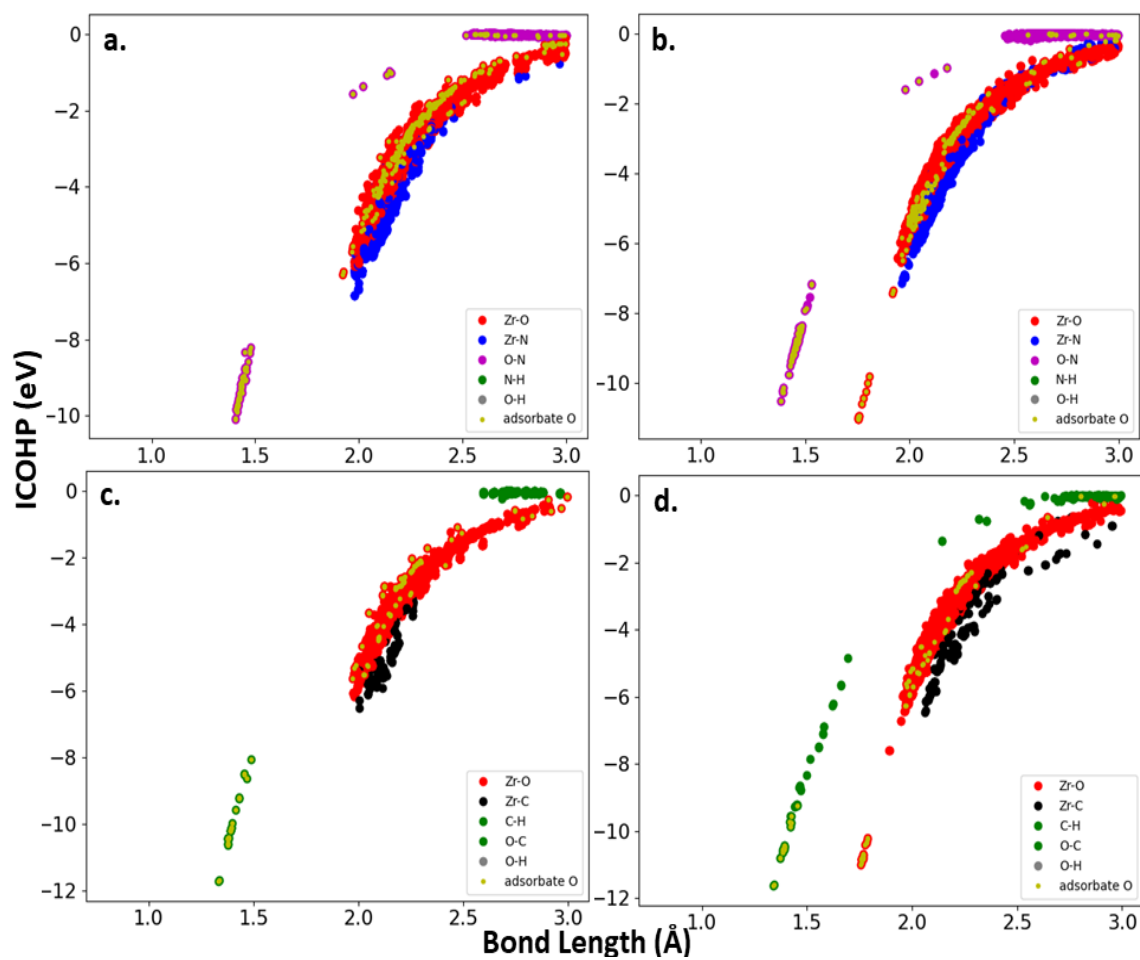 a.
0
−2
−4
−6
−8
−10
1.0 1.5 2.0 2.5 3.0
Zr-O
Zr-N
O-N
N-H
O-H
adsorbate O
b.
0
−2
−4
−6
−8
−10
1.0 1.5 2.0 2.5 3.0
Zr-O
Zr-N
O-N
N-H
O-H
adsorbate O
ICOHP (eV)
c.
0
−2
−4
−6
−8
−10
−12
1.0 1.5 2.0 2.5 3.0
Zr-O
Zr-C
C-H
O-C
O-H
adsorbate O
d.
0
−2
−4
−6
−8
−10
−12
1.0 1.5 2.0 2.5 3.0
Zr-O
Zr-C
C-H
O-C
O-H
adsorbate O
Bond Length (Å)